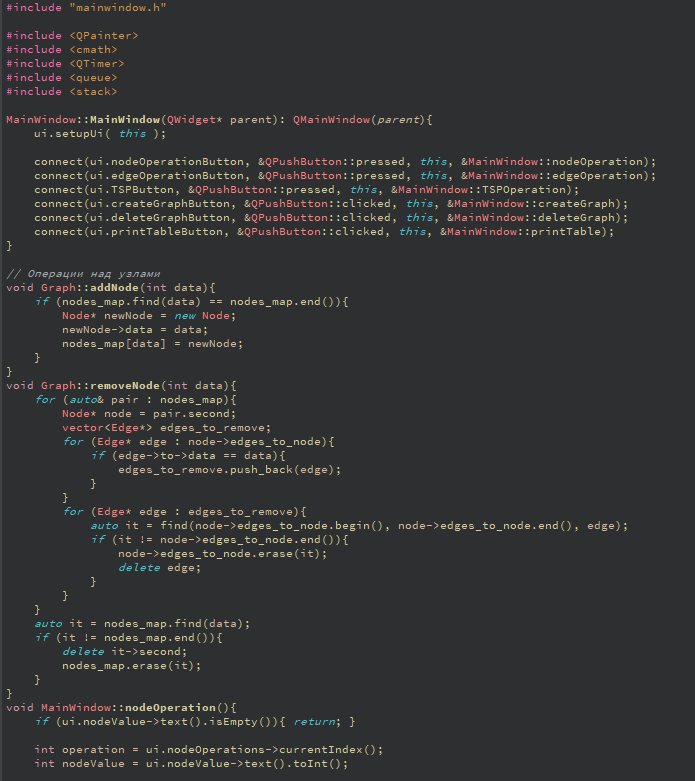 #include "mainwindow.h"

#include <QPainter>
#include <cmath>
#include <QTimer>
#include <queue>
#include <stack>

MainWindow::MainWindow(QWidget* parent): QMainWindow(parent){
    ui.setupUi( this );

    connect(ui.nodeOperationButton, &QPushButton::pressed, this, &MainWindow::nodeOperation);
    connect(ui.edgeOperationButton, &QPushButton::pressed, this, &MainWindow::edgeOperation);
    connect(ui.TSPButton, &QPushButton::pressed, this, &MainWindow::TSPOperation);
    connect(ui.createGraphButton, &QPushButton::clicked, this, &MainWindow::createGraph);
    connect(ui.deleteGraphButton, &QPushButton::clicked, this, &MainWindow::deleteGraph);
    connect(ui.printTableButton, &QPushButton::clicked, this, &MainWindow::printTable);
}

// Операции над узлами
void Graph::addNode(int data){
    if (nodes_map.find(data) == nodes_map.end()){
        Node* newNode = new Node;
        newNode->data = data;
        nodes_map[data] = newNode;
    }
}
void Graph::removeNode(int data){
    for (auto& pair : nodes_map){
        Node* node = pair.second;
        vector<Edge*> edges_to_remove;
        for (Edge* edge : node->edges_to_node){
            if (edge->to->data == data){
                edges_to_remove.push_back(edge);
            }
        }
        for (Edge* edge : edges_to_remove){
            auto it = find(node->edges_to_node.begin(), node->edges_to_node.end(), edge);
            if (it != node->edges_to_node.end()){
                node->edges_to_node.erase(it);
                delete edge;
            }
        }
    }
    auto it = nodes_map.find(data);
    if (it != nodes_map.end()){
        delete it->second;
        nodes_map.erase(it);
    }
}
void MainWindow::nodeOperation(){
    if (ui.nodeValue->text().isEmpty()){ return; }

    int operation = ui.nodeOperations->currentIndex();
    int nodeValue = ui.nodeValue->text().toInt();